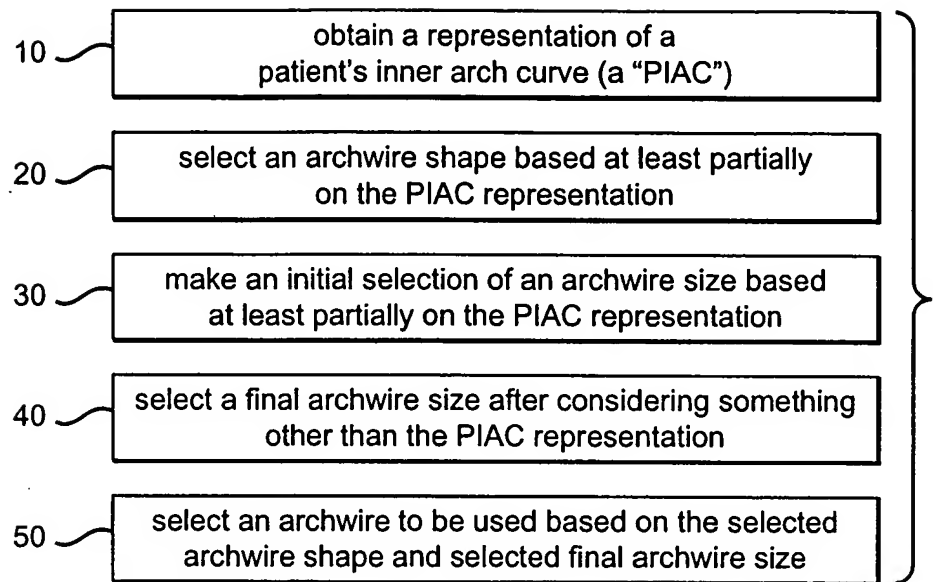 10
obtain a representation of a
patient's inner arch curve (a “PIAC”)
20
select an archwire shape based at least partially
on the PIAC representation
30
make an initial selection of an archwire size based
at least partially on the PIAC representation
40
select a final archwire size after considering something
other than the PIAC representation
50
select an archwire to be used based on the selected
archwire shape and selected final archwire size